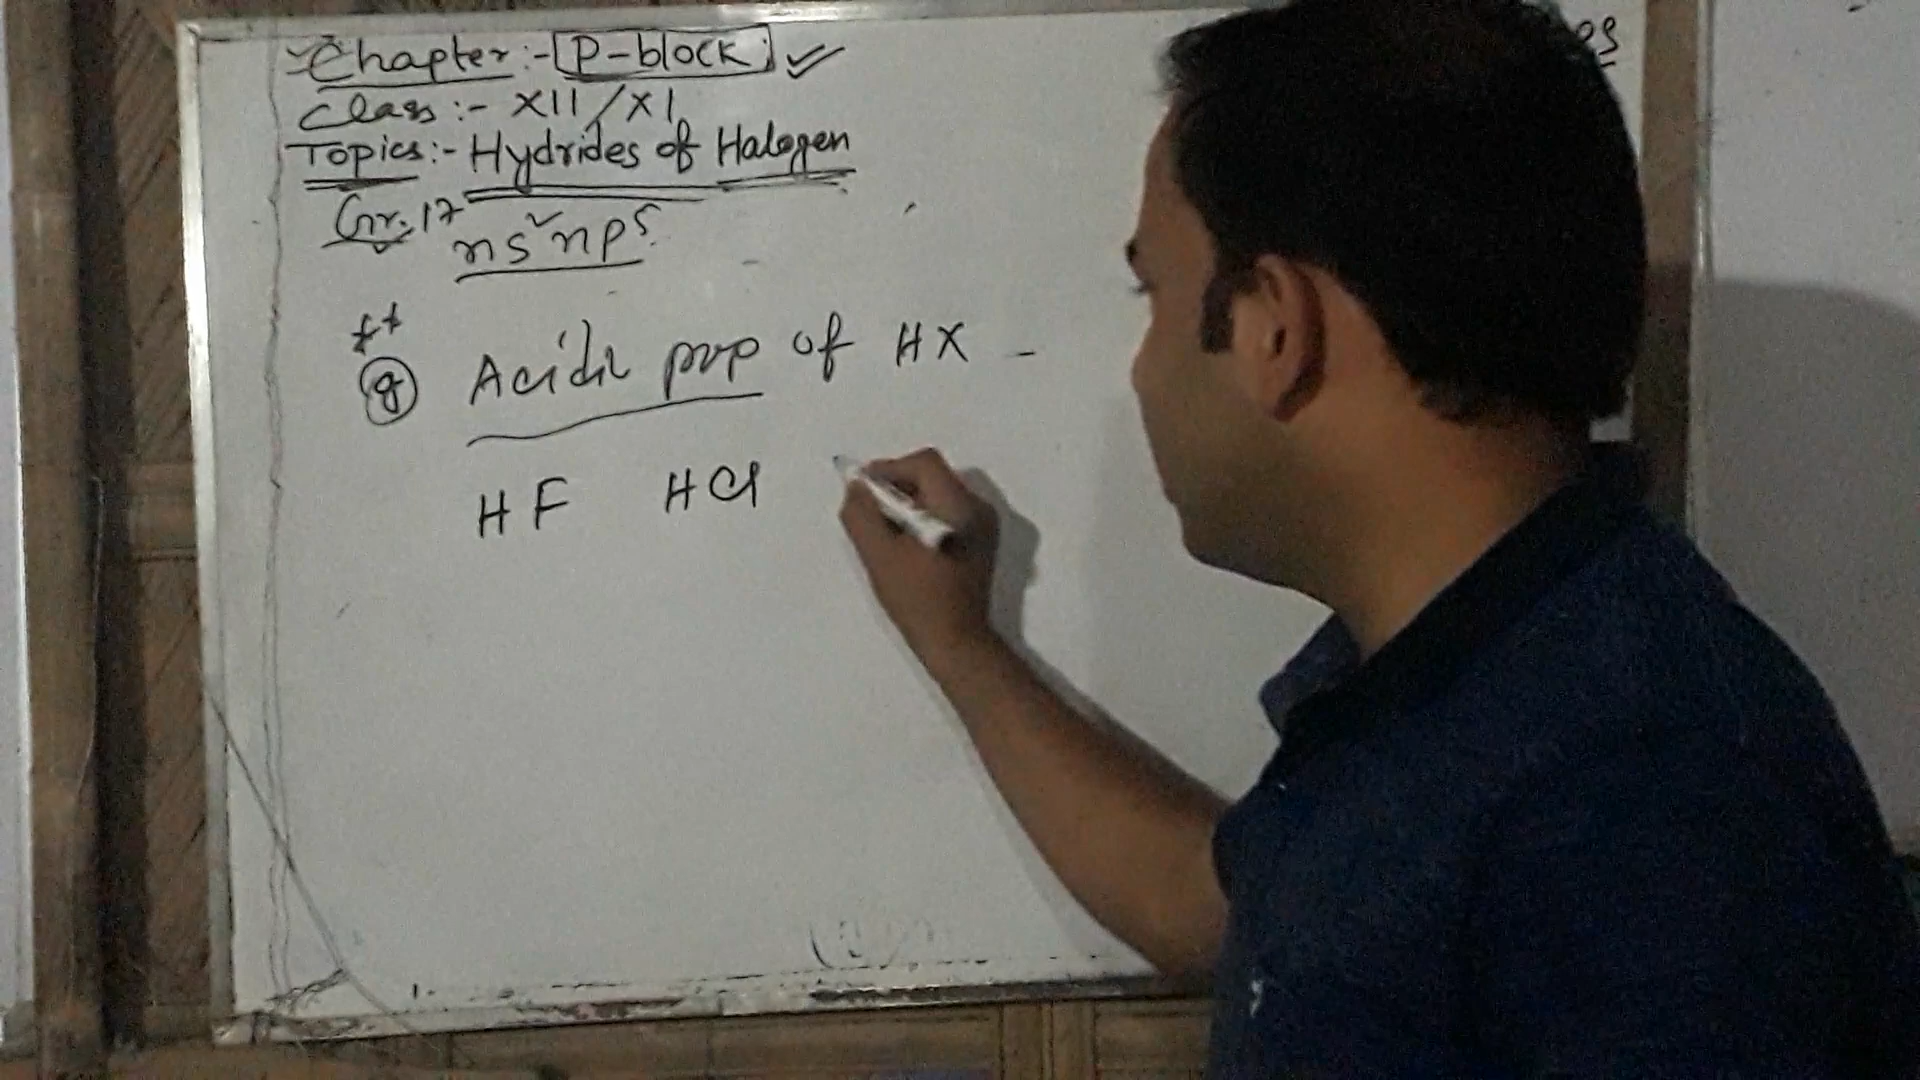 Chapter :- P-block
Class :- XII/XI
Topics :- Hydrides of Halogen
Gr. 17
ns²np⁵
**
g Acidic prop of HX -
HF HCl